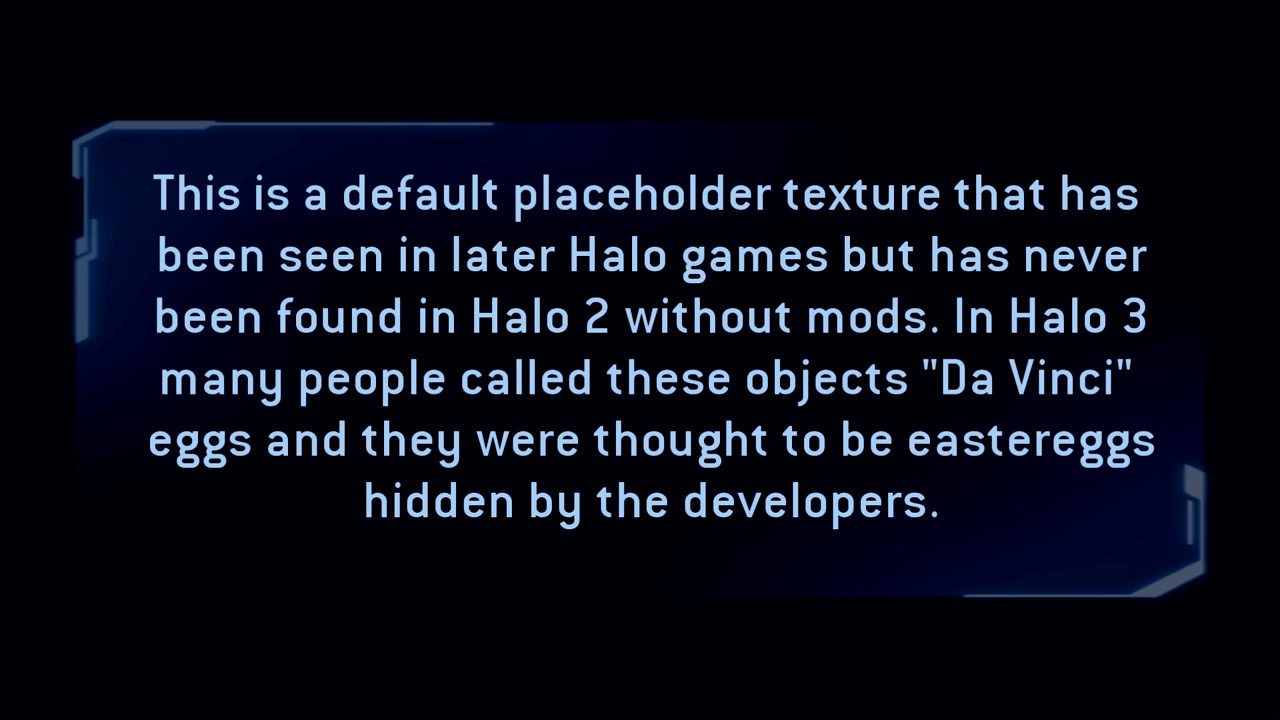 This is a default placeholder texture that has
been seen in later Halo games but has never
been found in Halo 2 without mods. In Halo 3
many people called these objects "Da Vinci"
eggs and they were thought to be eastereggs
hidden by the developers.